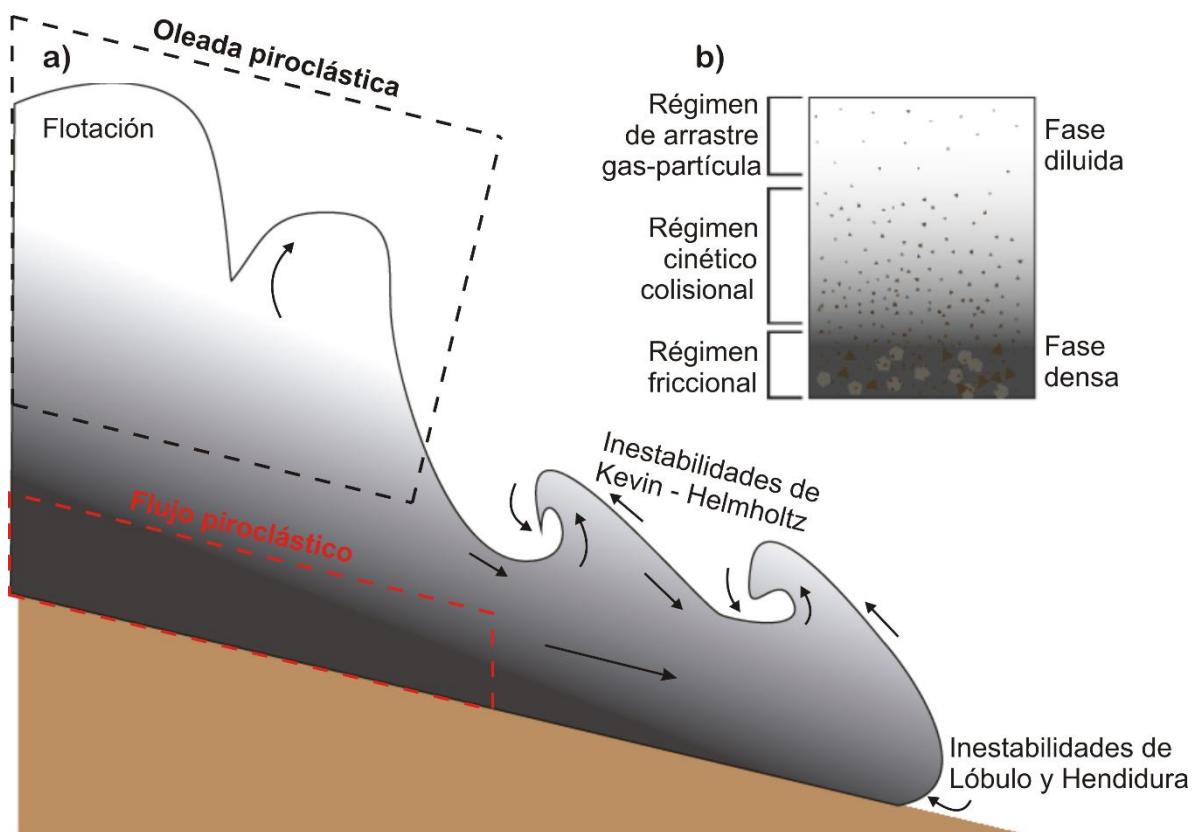 a)
Oleada piroclástica
Flotación
Flujo piroclástico
Inestabilidades de
Kevin - Helmholtz
Inestabilidades de
Lóbulo y Hendidura
b)
Régimen
de arrastre
gas-partícula
Régimen
cinético
colisional
Régimen
friccional
Fase
diluida
Fase
densa